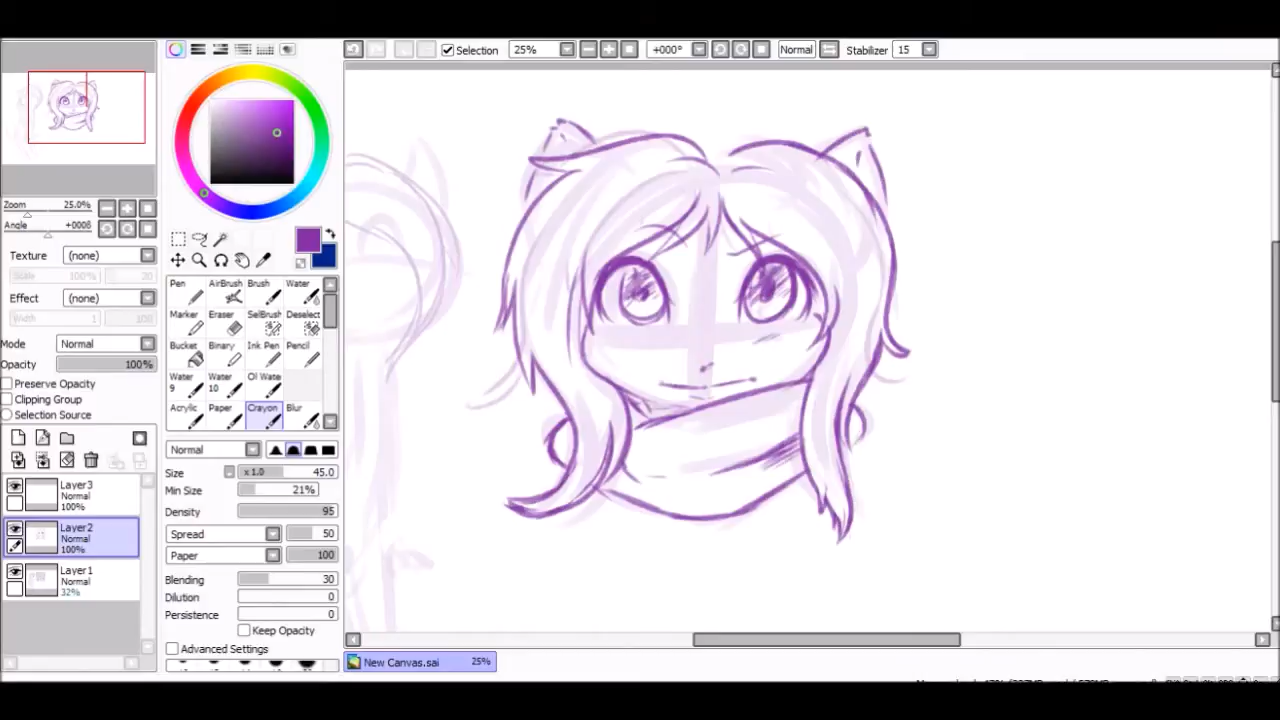 Selection 25% +000° Normal Stabilizer 15
Zoom 25.0%
Angle +000°
Texture (none)
Scale 100% 20
Effect (none)
Width 1 100
Mode Normal
Opacity 100%
Preserve Opacity
Clipping Group
Selection Source
Layer3
Normal
100%
Layer2
Normal
100%
Layer1
Normal
32%
Pen AirBrush Brush Water
Marker Eraser SelBrush Deselect
Bucket Binary Ink Pen Pencil
Water Water Oil Water
9 10
Acrylic Paper Crayon Blur
Normal
Size x 1.0 45.0
Min Size 21%
Density 95
Spread 50
Paper 100
Blending 30
Dilution 0
Persistence 0
Keep Opacity
Advanced Settings
New Canvas.sai 25%